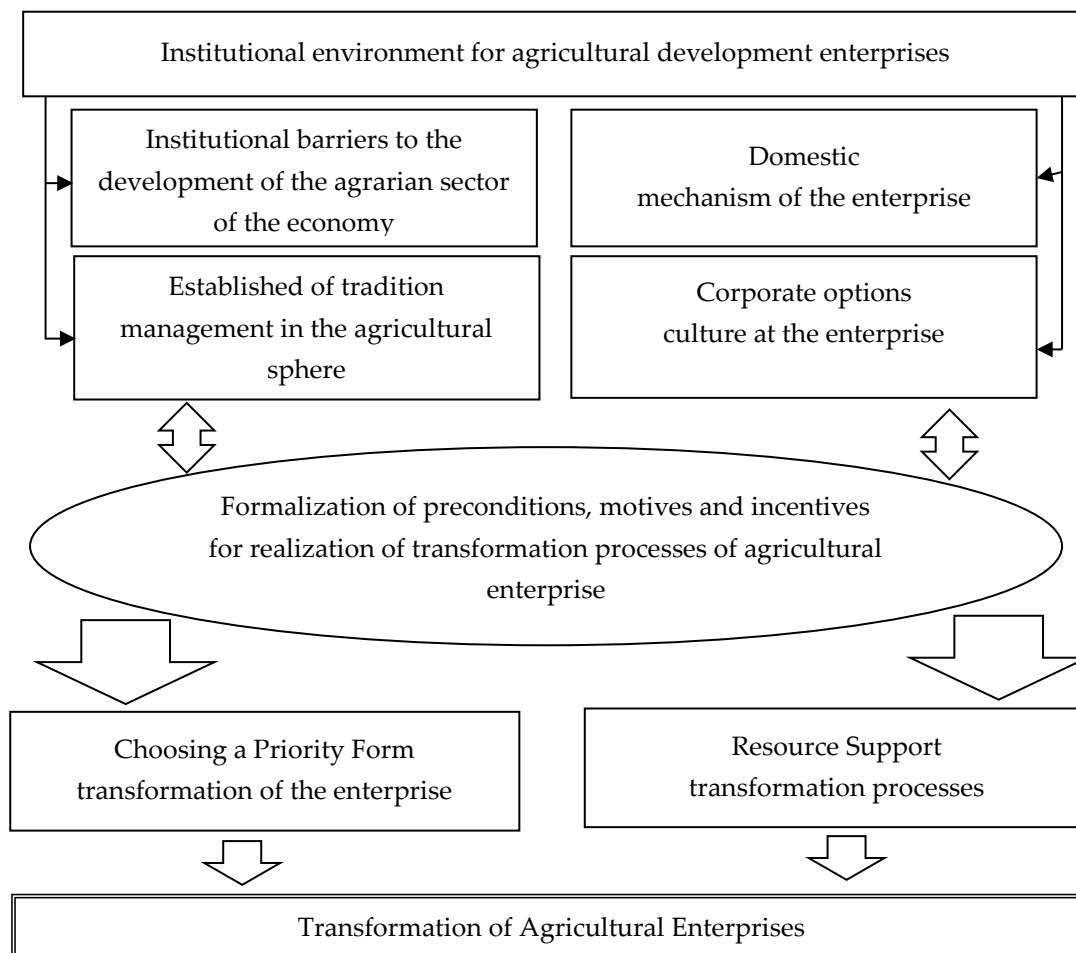 Institutional environment for agricultural development enterprises
Institutional barriers to the
development of the agrarian sector
of the economy
Domestic
mechanism of the enterprise
Established of tradition
management in the agricultural
sphere
Corporate options
culture at the enterprise
Formalization of preconditions, motives and incentives
for realization of transformation processes of agricultural
enterprise
Choosing a Priority Form
transformation of the enterprise
Resource Support
transformation processes
Transformation of Agricultural Enterprises